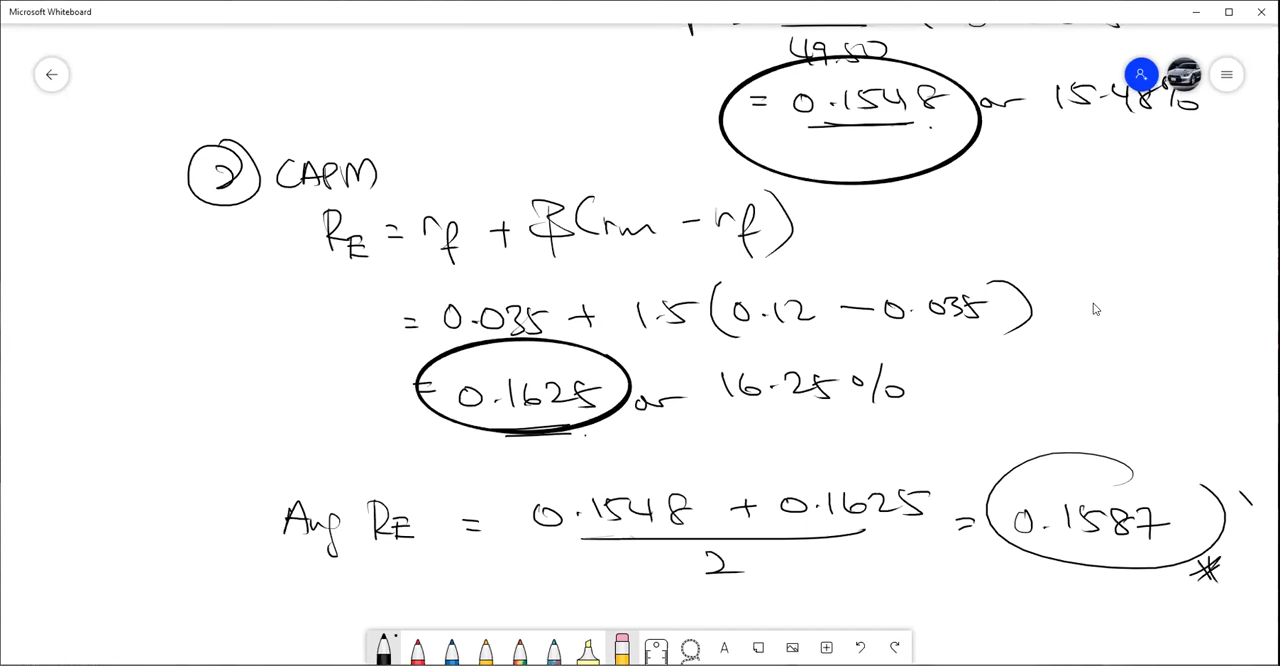 Microsoft Whiteboard
49.50
= 0.1548 or 15.48%
2 CAPM
RE = rf + β(rm - rf)
= 0.035 + 1.5(0.12 - 0.035)
= 0.1625 or 16.25%
Avg RE = 0.1548 + 0.1625 = 0.1587 *
2
A